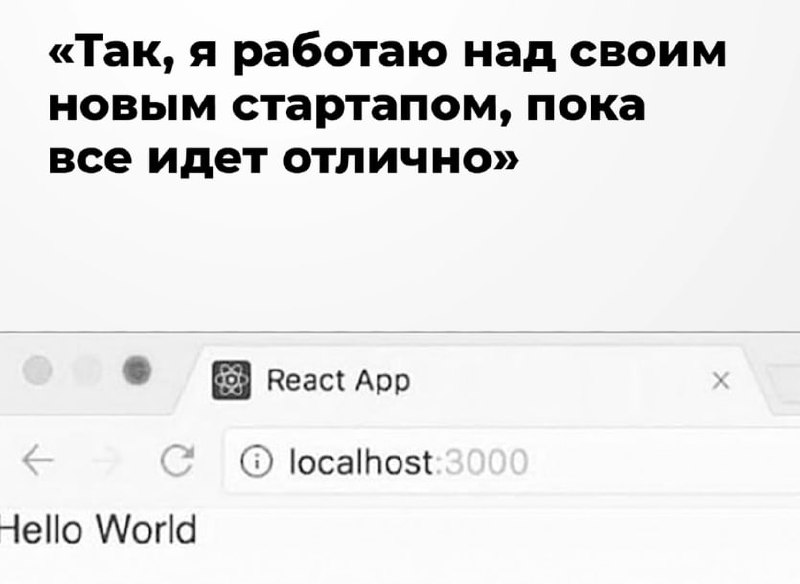 «Так, я работаю над своим
новым стартапом, пока
все идет отлично»
React App
localhost:3000
Hello World